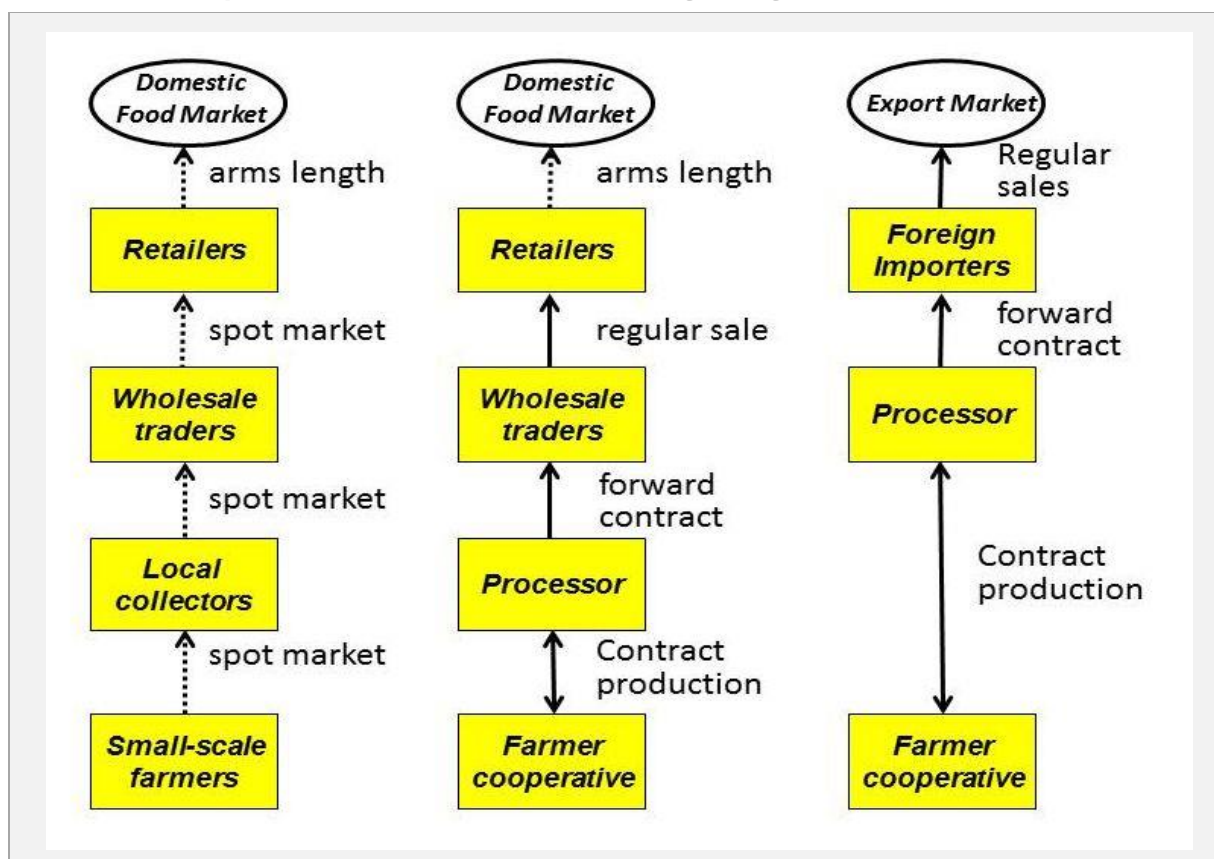 Domestic
Food Market
arms length
Retailers
spot market
Wholesale
traders
spot market
Local
collectors
spot market
Small-scale
farmers
Domestic
Food Market
arms length
Retailers
regular sale
Wholesale
traders
forward
contract
Processor
Contract
production
Farmer
cooperative
Export Market
Regular
sales
Foreign
Importers
forward
contract
Processor
Contract
production
Farmer
cooperative